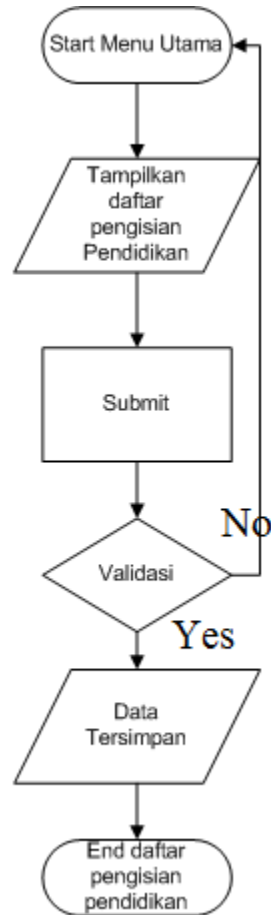 Start Menu Utama
Tampilkan
daftar
pengisian
Pendidikan
Submit
No
Validasi
Yes
Data
Tersimpan
End daftar
pengisian
pendidikan